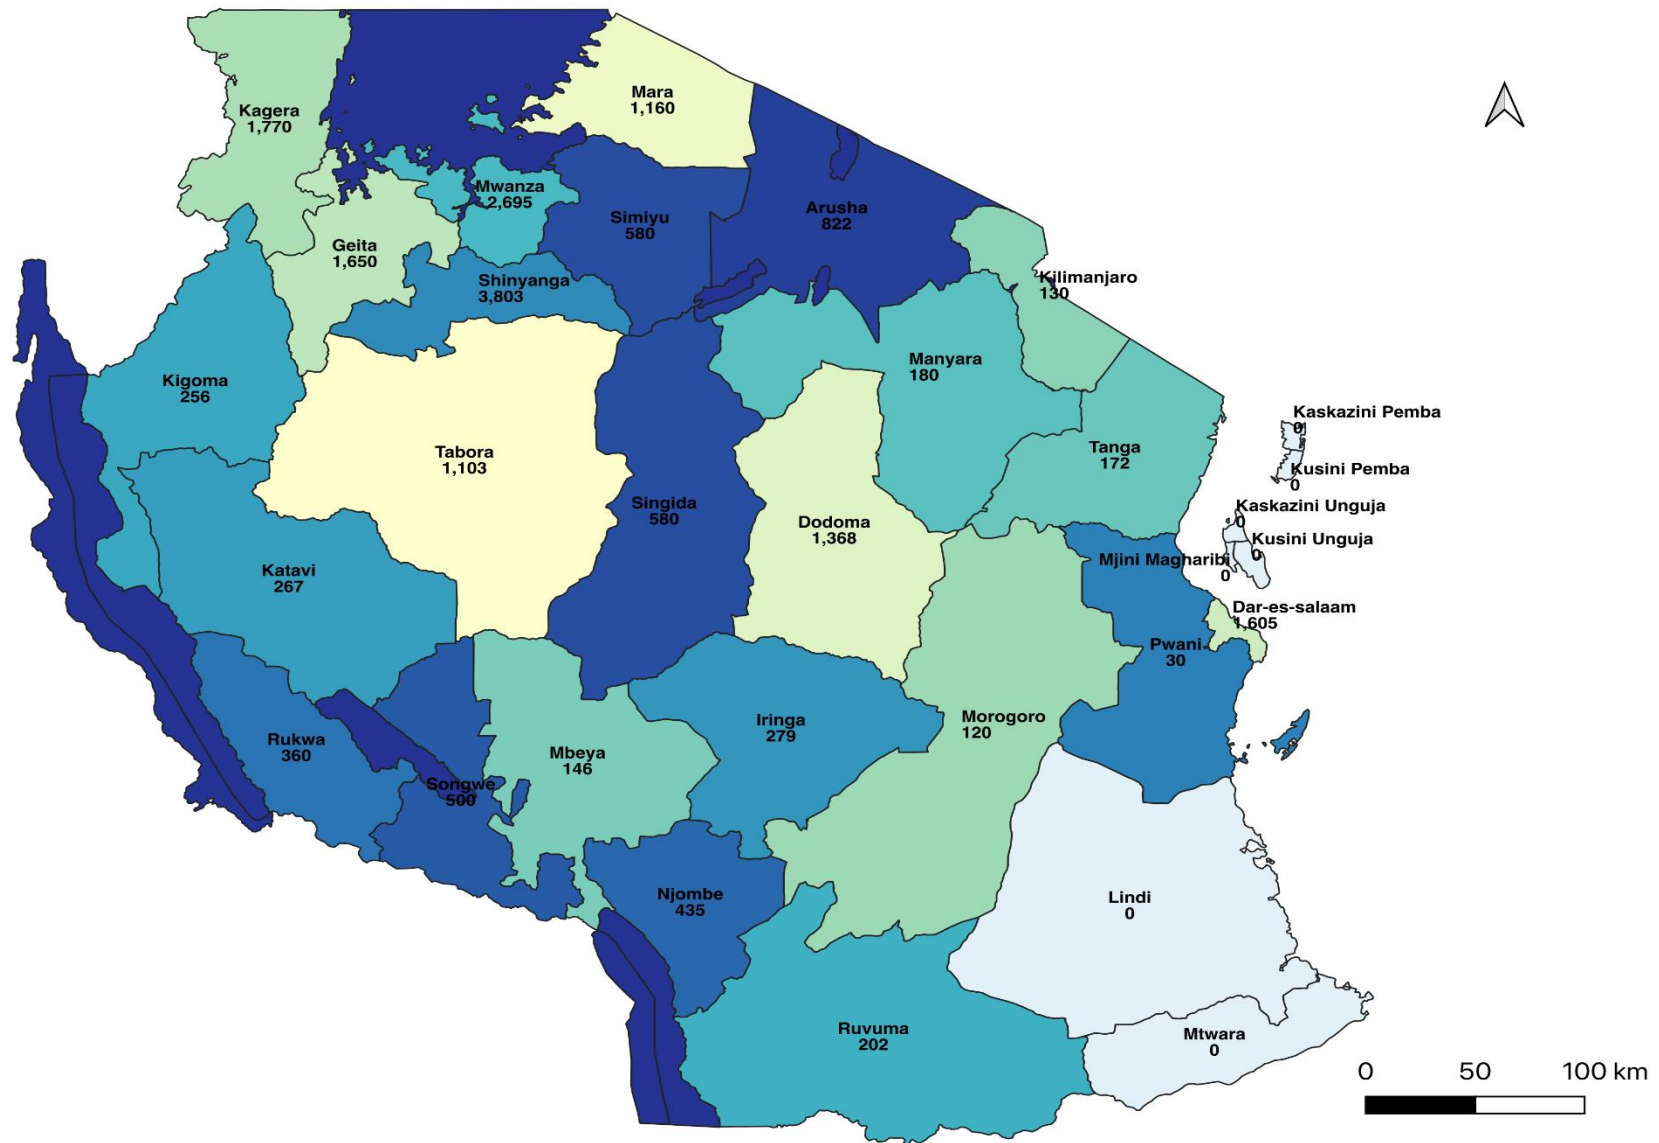 Mara
1,160
Kagera
1,770
Mwanza
2,695
Simiyu
580
Arusha
822
Geita
1,650
Shinyanga
3,803
Kilimanjaro
130
Manyara
180
Kigoma
256
Kaskazini Pemba
0
Tabora
1,103
Tanga
172
Kusini Pemba
0
Singida
580
Dodoma
1,368
Kaskazini Unguja
0
Kusini Unguja
0
Mjini Magharibi
0
Katavi
267
Dar-es-salaam
1,605
Pwani
30
Iringa
279
Morogoro
120
Rukwa
360
Mbeya
146
Songwe
500
Njombe
435
Lindi
0
Ruvuma
202
Mtwara
0
0 50 100 km